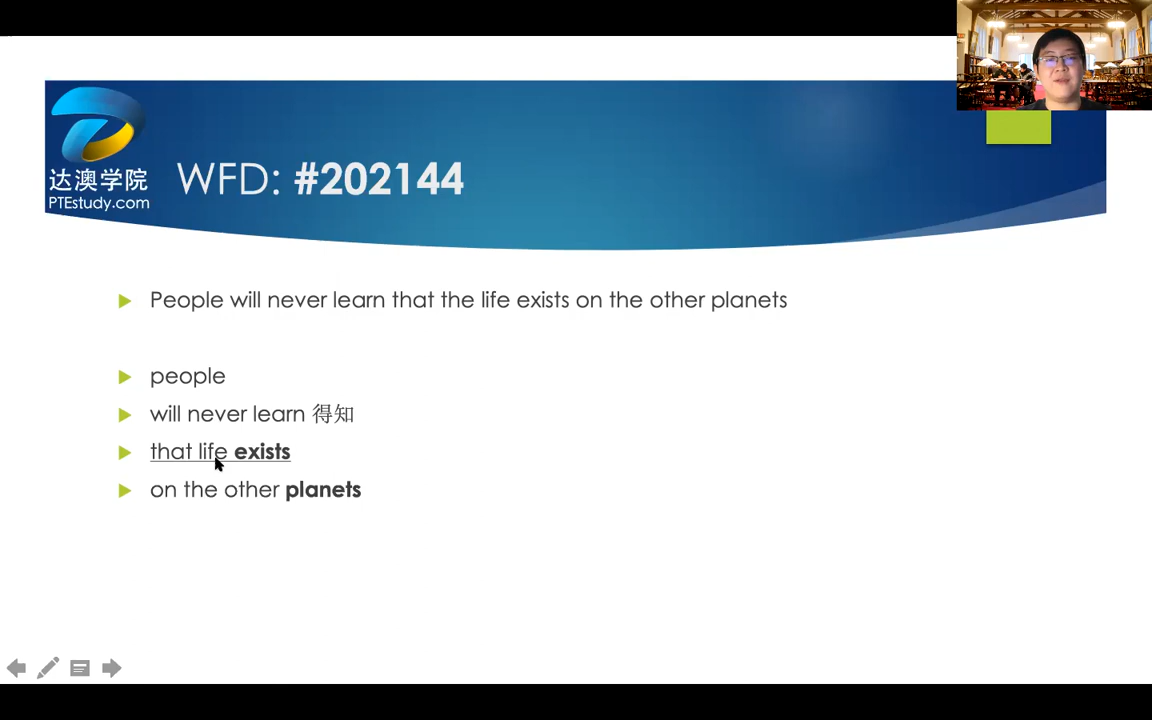 达澳学院
PTEstudy.com
WFD: #202144
People will never learn that the life exists on the other planets
people
will never learn 得知
that life exists
on the other planets